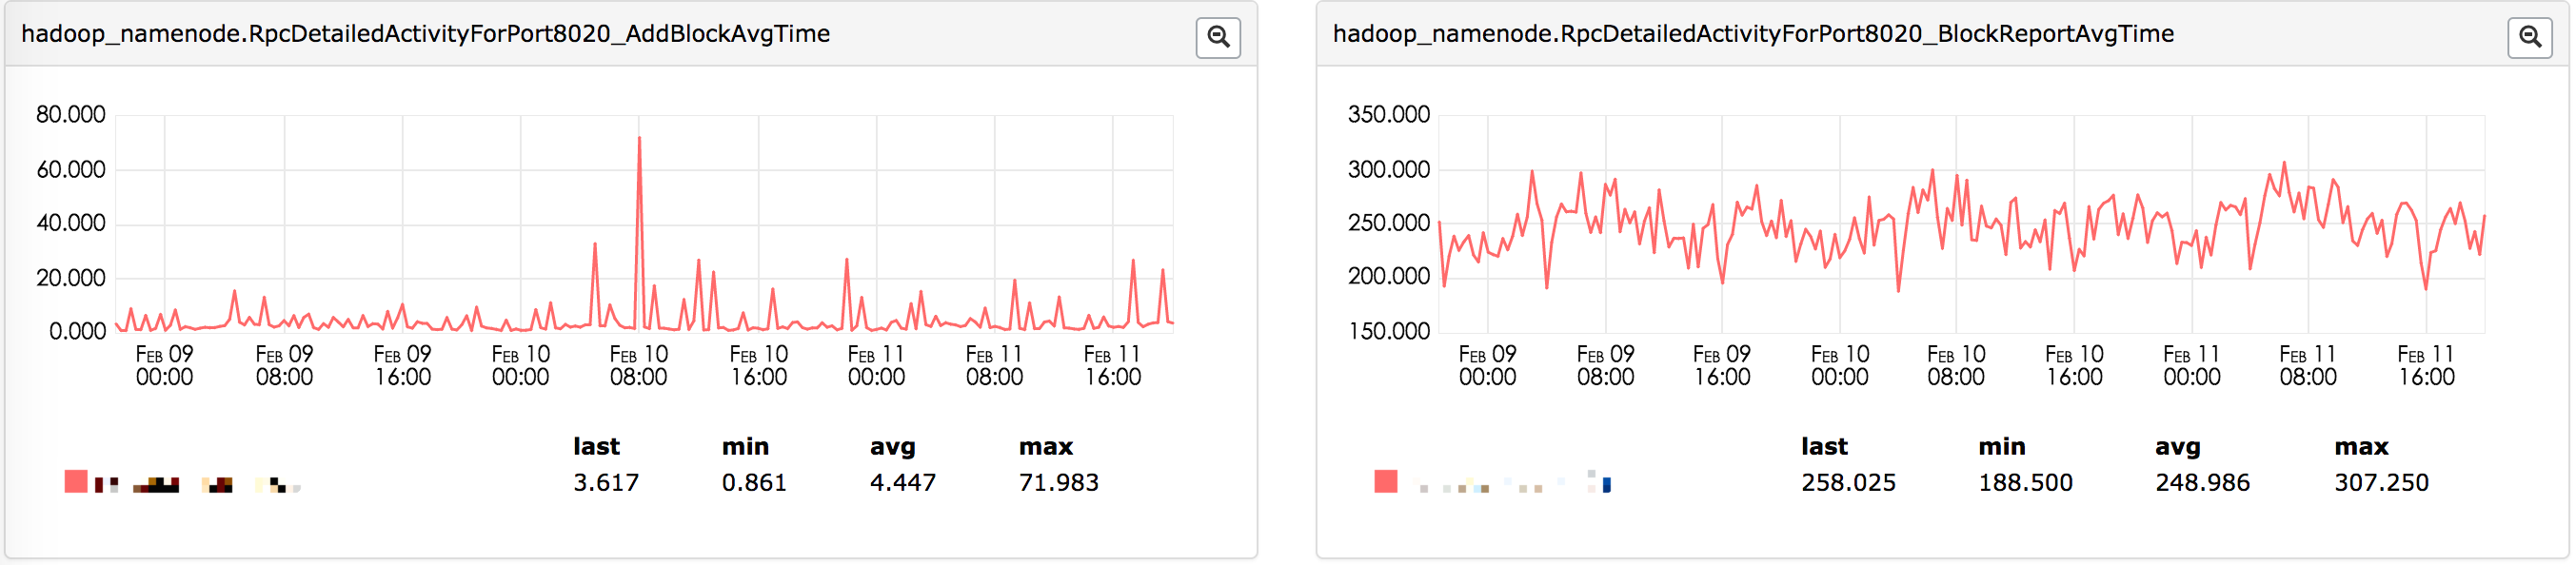 hadoop_namenode.RpcDetailedActivityForPort8020_AddBlockAvgTime
80.000
60.000
40.000
20.000
0.000
Feb 09 00:00
Feb 09 08:00
Feb 09 16:00
Feb 10 00:00
Feb 10 08:00
Feb 10 16:00
Feb 11 00:00
Feb 11 08:00
Feb 11 16:00
last min avg max
3.617 0.861 4.447 71.983
hadoop_namenode.RpcDetailedActivityForPort8020_BlockReportAvgTime
350.000
300.000
250.000
200.000
150.000
Feb 09 00:00
Feb 09 08:00
Feb 09 16:00
Feb 10 00:00
Feb 10 08:00
Feb 10 16:00
Feb 11 00:00
Feb 11 08:00
Feb 11 16:00
last min avg max
258.025 188.500 248.986 307.250